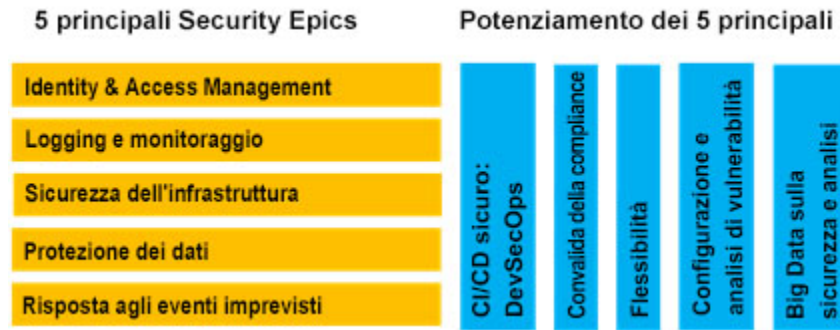 5 principali Security Epics
Potenziamento dei 5 principali
Identity & Access Management
Logging e monitoraggio
Sicurezza dell'infrastruttura
Protezione dei dati
Risposta agli eventi imprevisti
CI/CD sicuro:
DevSecOps
Convalida della compliance
Flessibilità
Configurazione e
analisi di vulnerabilità
Big Data sulla
sicurezza e analisi